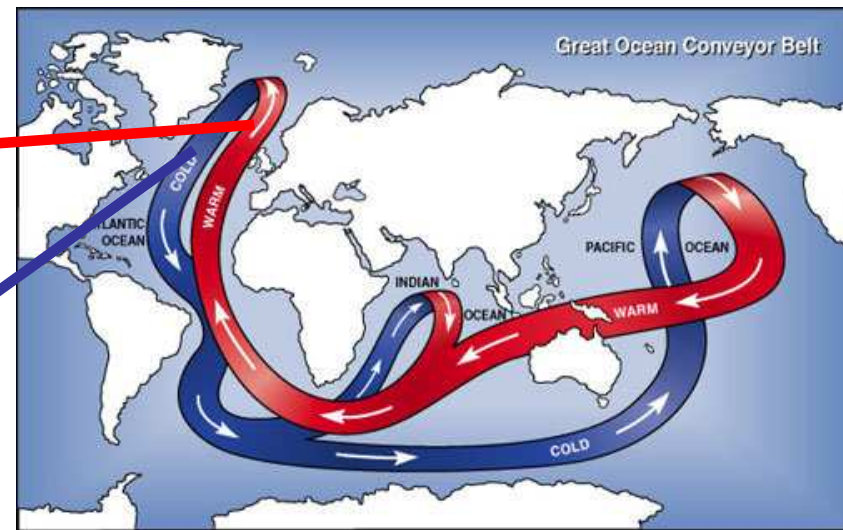 Great Ocean Conveyor Belt
COLD
WARM
ATLANTIC
OCEAN
INDIAN
OCEAN
PACIFIC
OCEAN
WARM
COLD